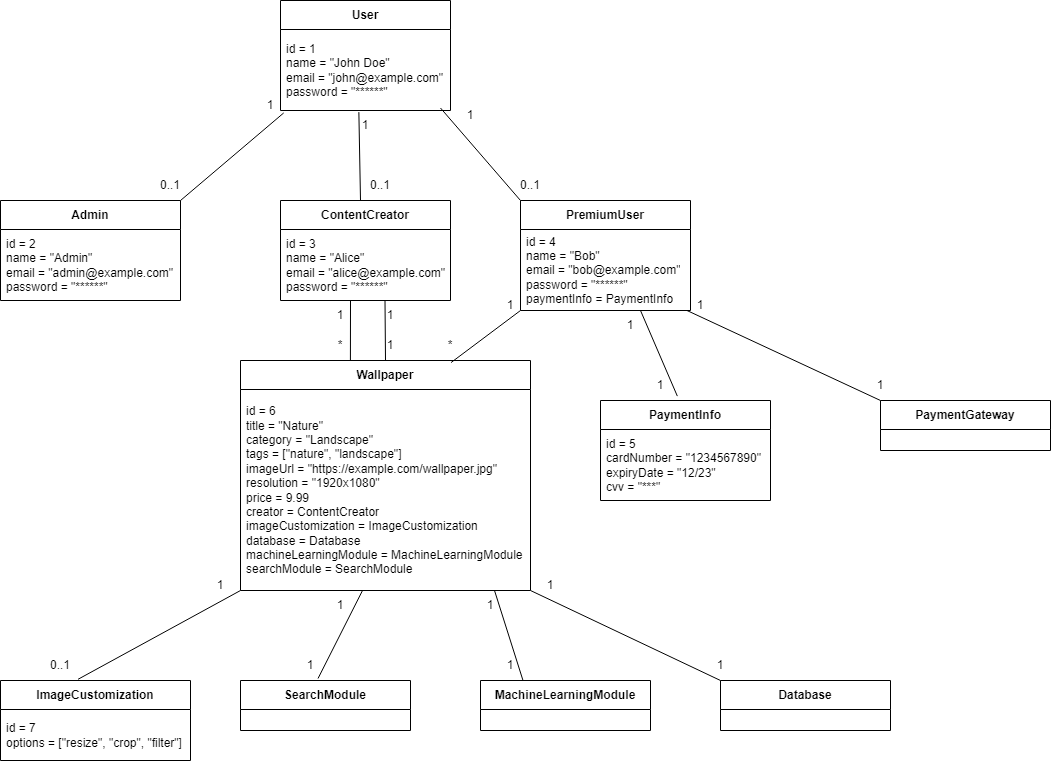 User
id = 1
name = "John Doe"
email = "john@example.com"
password = "******"
1
1
1
0..1
0..1
0..1
Admin
id = 2
name = "Admin"
email = "admin@example.com"
password = "******"
ContentCreator
id = 3
name = "Alice"
email = "alice@example.com"
password = "******"
PremiumUser
id = 4
name = "Bob"
email = "bob@example.com"
password = "******"
paymentInfo = PaymentInfo
1
1
1
1
1
*
1
*
1
1
Wallpaper
id = 6
title = "Nature"
category = "Landscape"
tags = ["nature", "landscape"]
imageUrl = "https://example.com/wallpaper.jpg"
resolution = "1920x1080"
price = 9.99
creator = ContentCreator
imageCustomization = ImageCustomization
database = Database
machineLearningModule = MachineLearningModule
searchModule = SearchModule
PaymentInfo
id = 5
cardNumber = "1234567890"
expiryDate = "12/23"
cvv = "***"
PaymentGateway
1
1
1
1
0..1
1
1
1
ImageCustomization
id = 7
options = ["resize", "crop", "filter"]
SearchModule
MachineLearningModule
Database